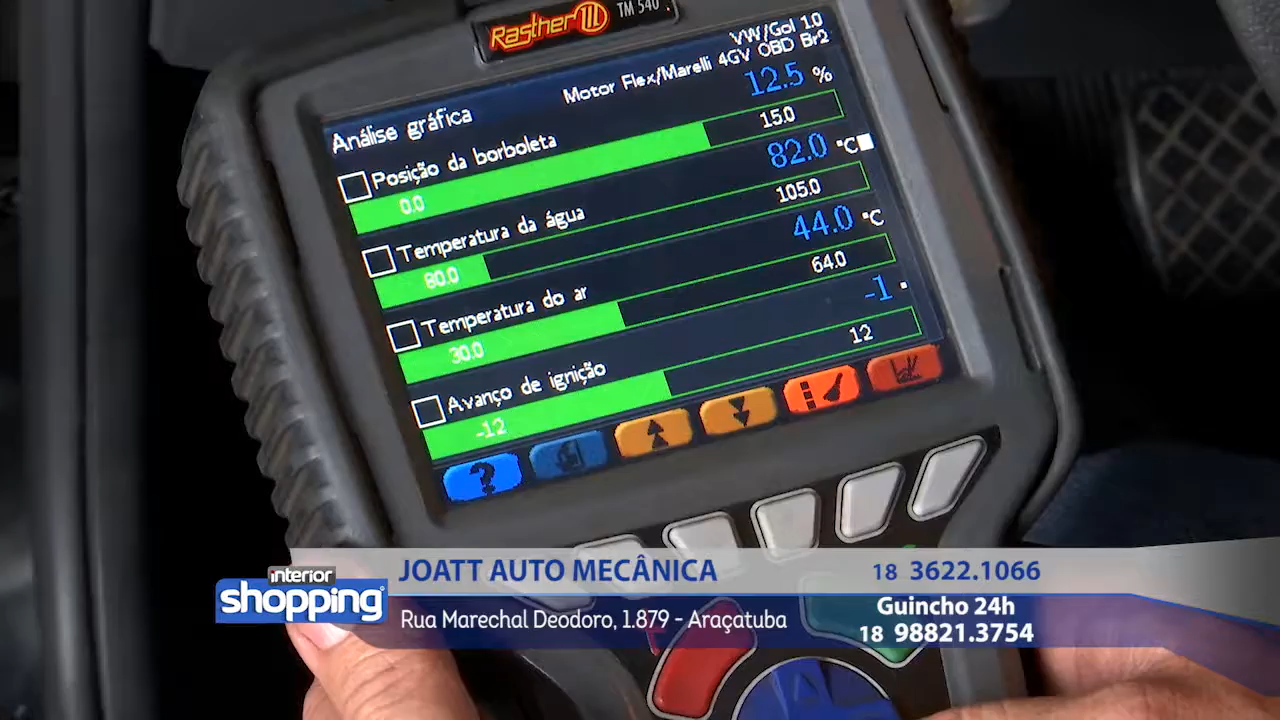 Rasther III TM 540
VW/Gol 1.0
Motor Flex/Marelli 4GV OBD Br2
Análise gráfica
12.5 %
Posição da borboleta
15.0
0.0
82.0 °C
Temperatura da água
105.0
80.0
44.0 °C
Temperatura do ar
64.0
30.0
-1 °
Avanço de ignição
12
-12
?
interior
shopping
JOATT AUTO MECÂNICA
18 3622.1066
Rua Marechal Deodoro, 1.879 - Araçatuba
Guincho 24h
18 98821.3754